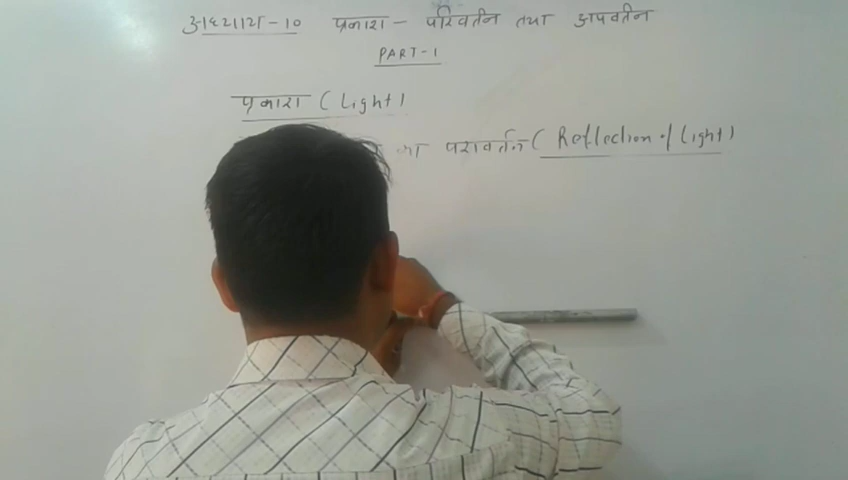 अध्याय - 10 प्रकाश - परिवर्तन तथा अपवर्तन
PART-1
प्रकाश (Light)
का परावर्तन (Reflection of Light)